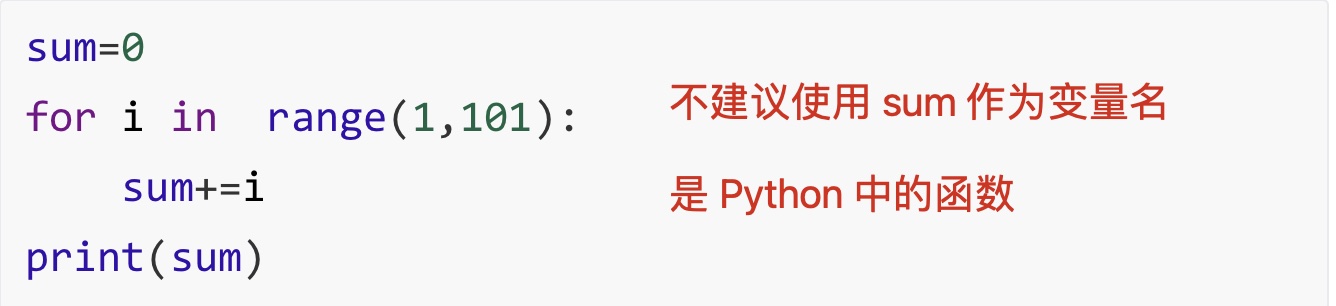 sum=0
for i in  range(1,101):
    sum+=i
print(sum)
不建议使用 sum 作为变量名
是 Python 中的函数